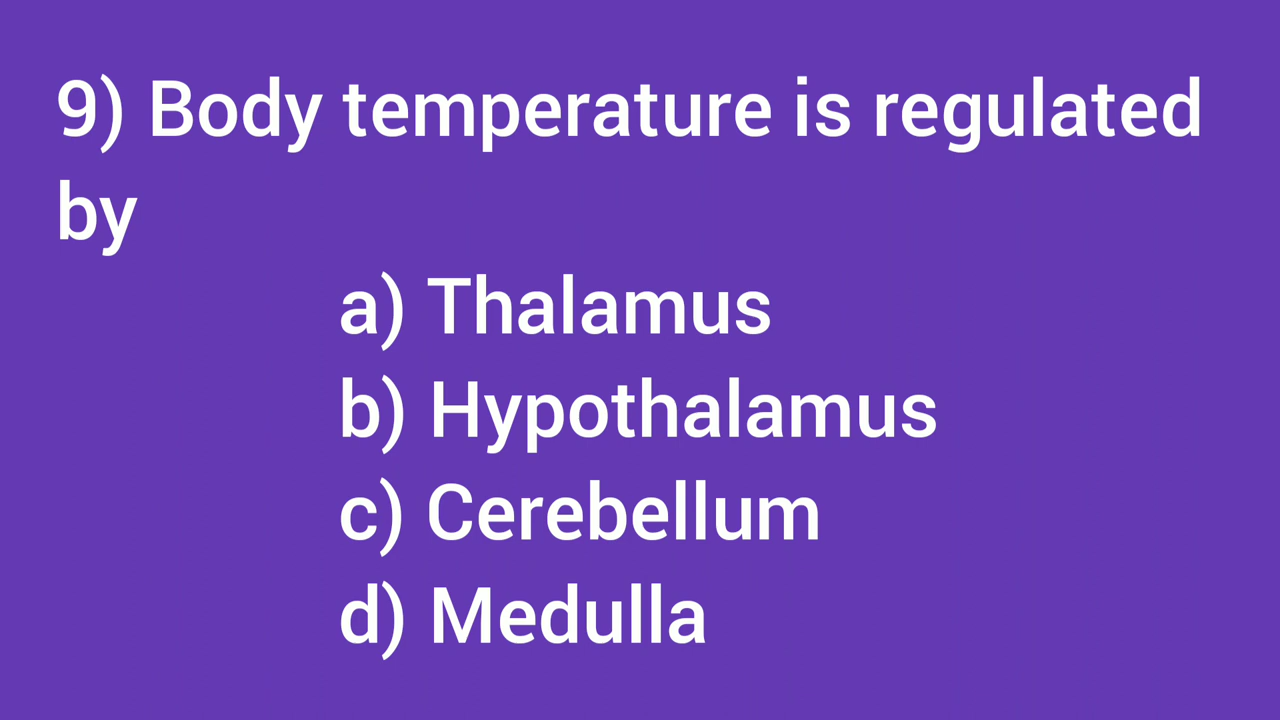 9) Body temperature is regulated
by
a) Thalamus
b) Hypothalamus
c) Cerebellum
d) Medulla